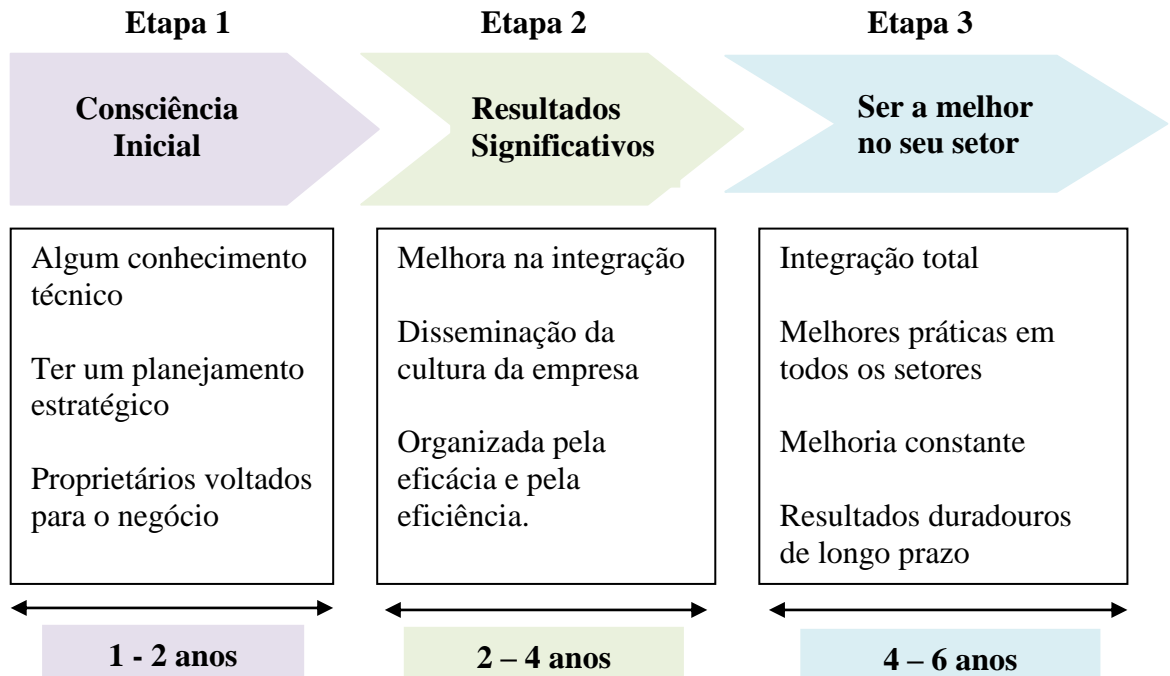 Etapa 1
Etapa 2
Etapa 3
Consciência
Inicial
Resultados
Significativos
Ser a melhor
no seu setor
Algum conhecimento
técnico
Ter um planejamento
estratégico
Proprietários voltados
para o negócio
Melhora na integração
Disseminação da
cultura da empresa
Organizada pela
eficácia e pela
eficiência.
Integração total
Melhores práticas em
todos os setores
Melhoria constante
Resultados duradouros
de longo prazo
1 - 2 anos
2 – 4 anos
4 – 6 anos